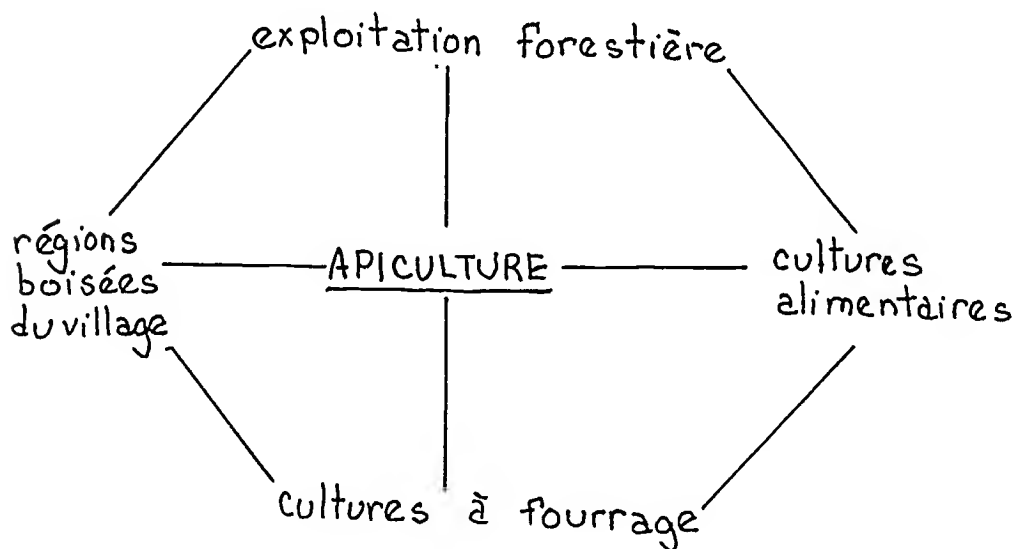 exploitation forestière
régions
boisées
du village
APICULTURE
cultures
alimentaires
cultures à fourrage